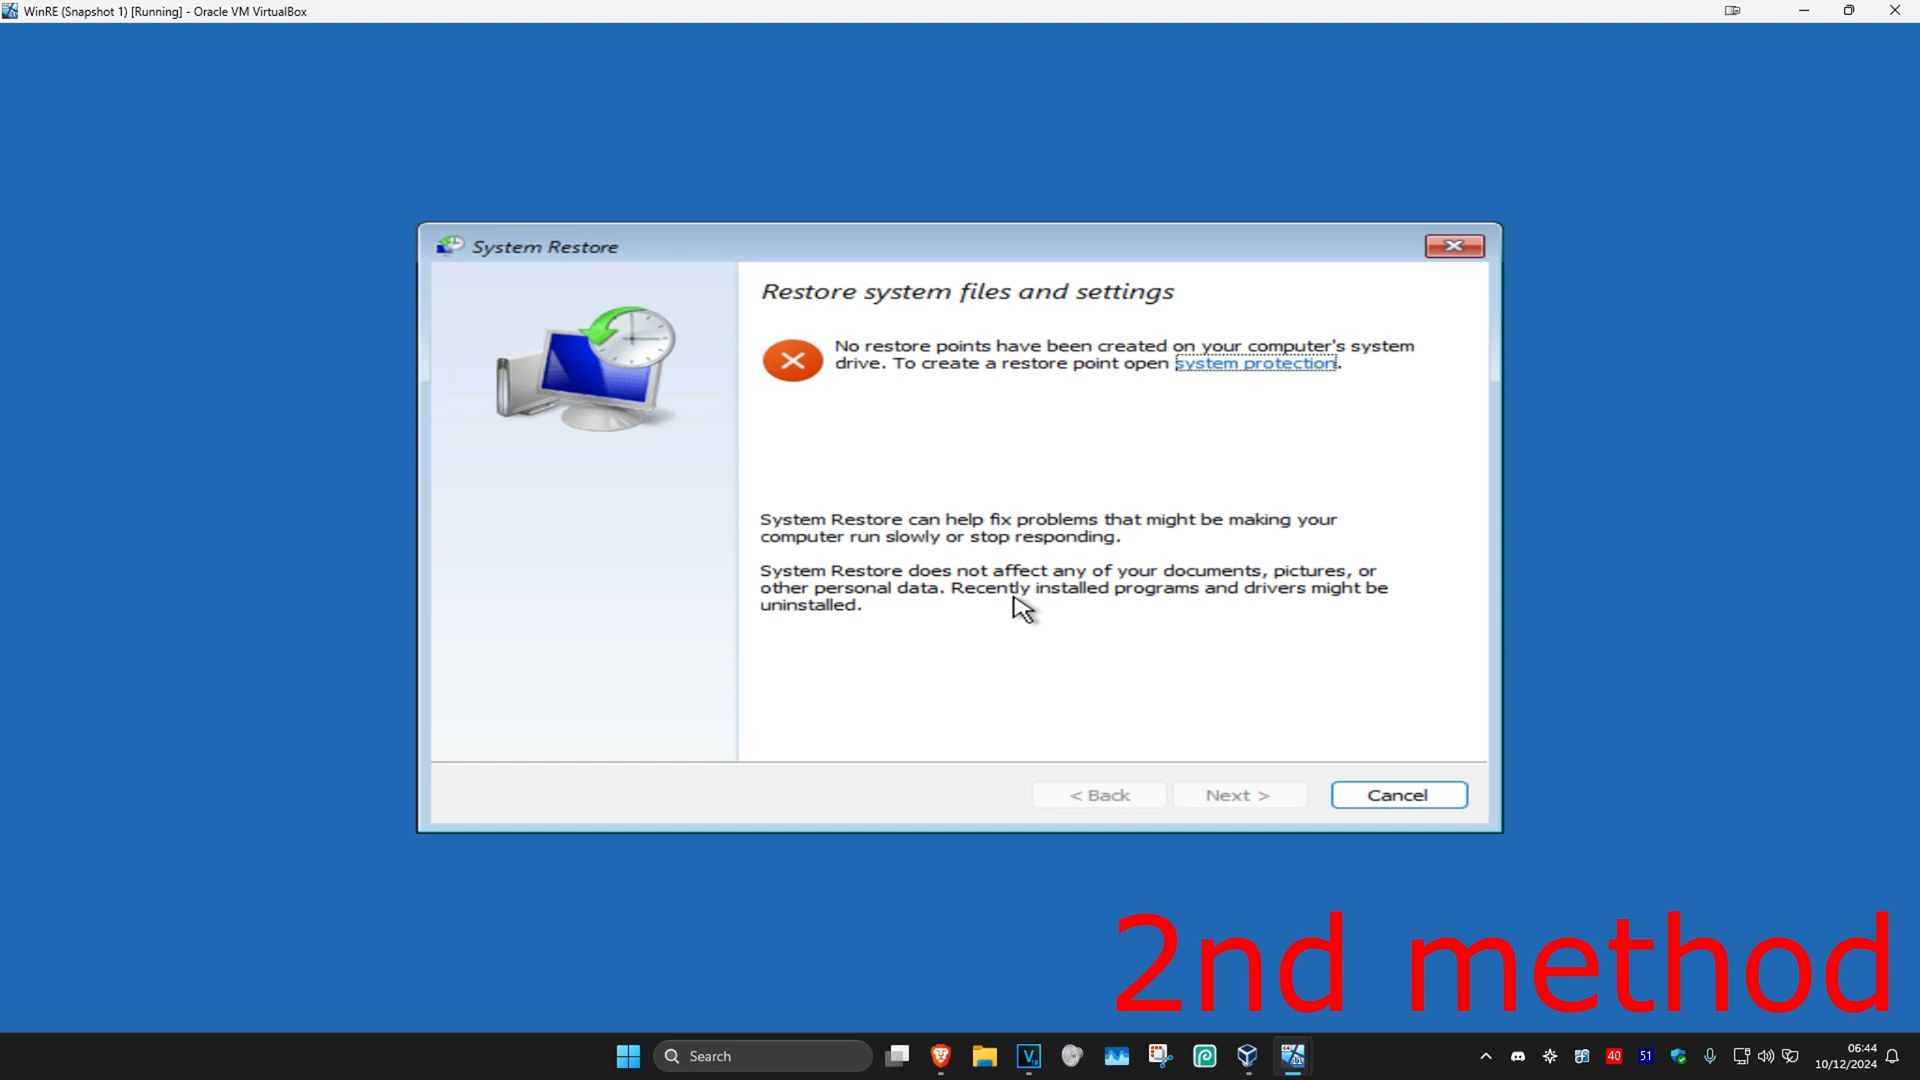 WinRE (Snapshot 1) [Running] - Oracle VM VirtualBox
System Restore
Restore system files and settings
No restore points have been created on your computer's system
drive. To create a restore point open system protection.
System Restore can help fix problems that might be making your
computer run slowly or stop responding.
System Restore does not affect any of your documents, pictures, or
other personal data. Recently installed programs and drivers might be
uninstalled.
< Back
Next >
Cancel
2nd method
Search
40
51
06:44
10/12/2024